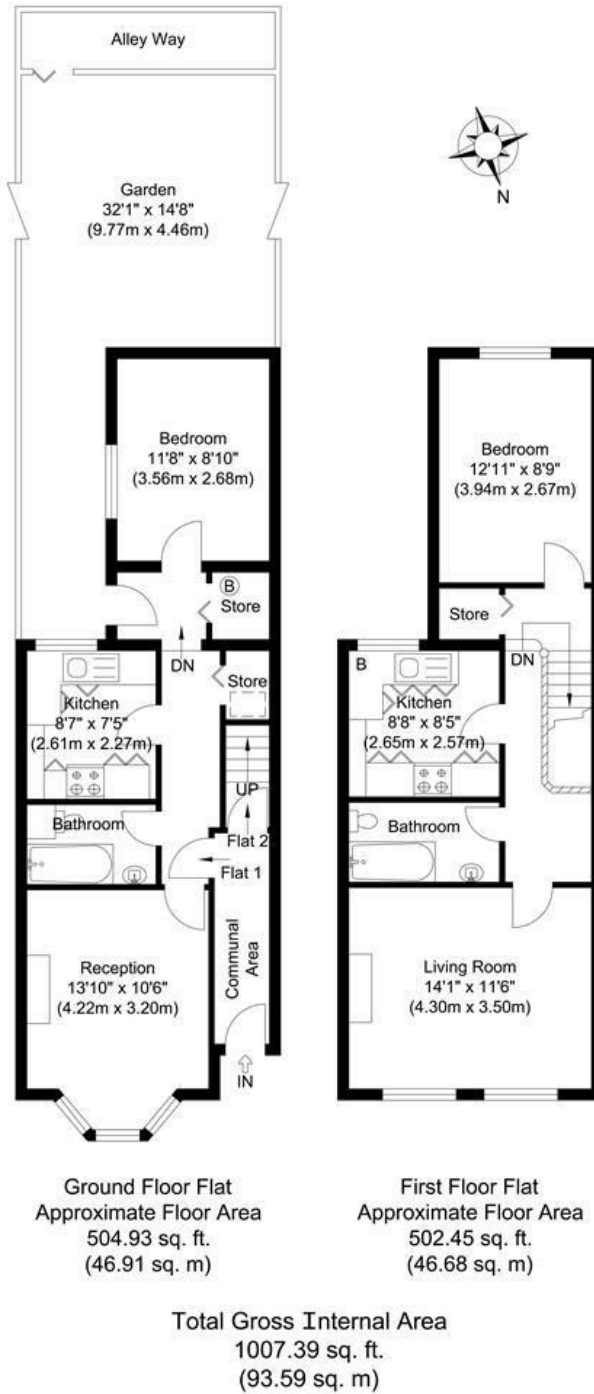 Alley Way
Garden
32'1" x 14'8"
(9.77m x 4.46m)
N
Bedroom
11'8" x 8'10"
(3.56m x 2.68m)
B
Store
DN
Store
Kitchen
8'7" x 7'5"
(2.61m x 2.27m)
UP
Bathroom
Flat 2
Flat 1
Communal
Area
Reception
13'10" x 10'6"
(4.22m x 3.20m)
IN
Bedroom
12'11" x 8'9"
(3.94m x 2.67m)
Store
DN
B
Kitchen
8'8" x 8'5"
(2.65m x 2.57m)
Bathroom
Living Room
14'1" x 11'6"
(4.30m x 3.50m)
Ground Floor Flat
Approximate Floor Area
504.93 sq. ft.
(46.91 sq. m)
First Floor Flat
Approximate Floor Area
502.45 sq. ft.
(46.68 sq. m)
Total Gross Internal Area
1007.39 sq. ft.
(93.59 sq. m)